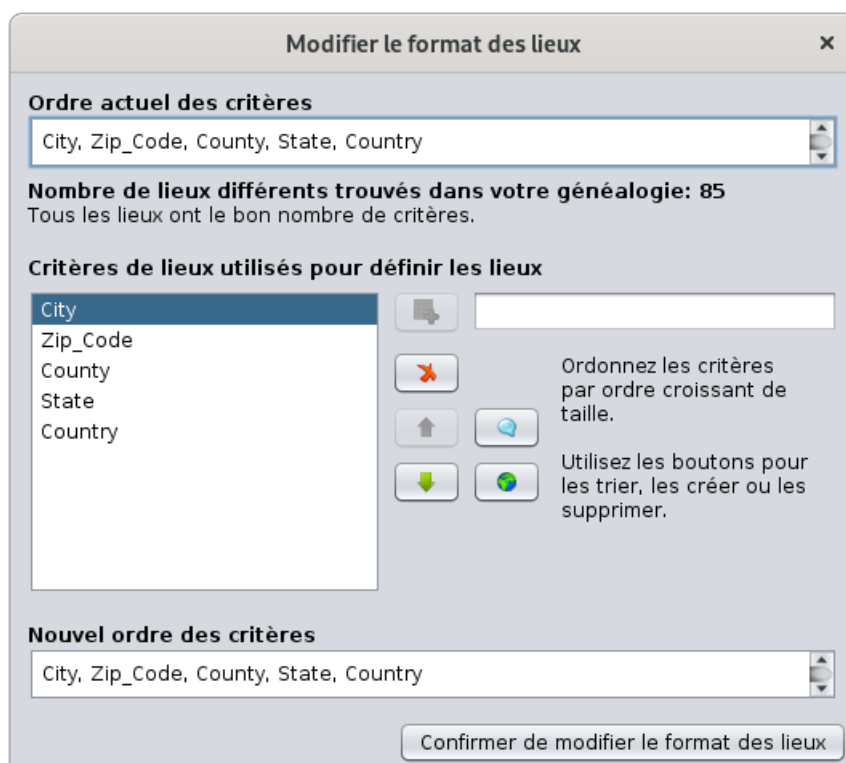 Modifier le format des lieux
Ordre actuel des critères
City, Zip_Code, County, State, Country
Nombre de lieux différents trouvés dans votre généalogie: 85
Tous les lieux ont le bon nombre de critères.
Critères de lieux utilisés pour définir les lieux
City
Zip_Code
County
State
Country
Ordonnez les critères
par ordre croissant de
taille.
Utilisez les boutons pour
les trier, les créer ou les
supprimer.
Nouvel ordre des critères
City, Zip_Code, County, State, Country
Confirmer de modifier le format des lieux